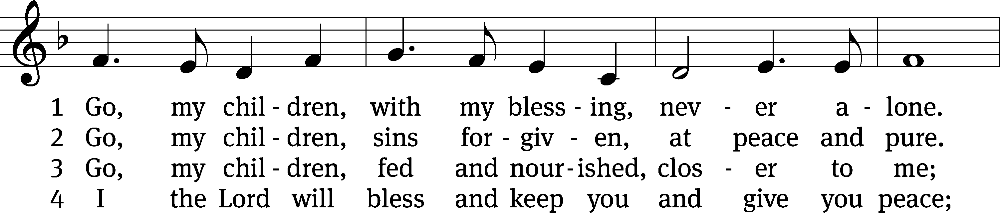 1 Go, my chil - dren, with my bless - ing, nev - er a - lone.
2 Go, my chil - dren, sins for - giv - en, at peace and pure.
3 Go, my chil - dren, fed and nour - ished, clos - er to me;
4 I the Lord will bless and keep you and give you peace;